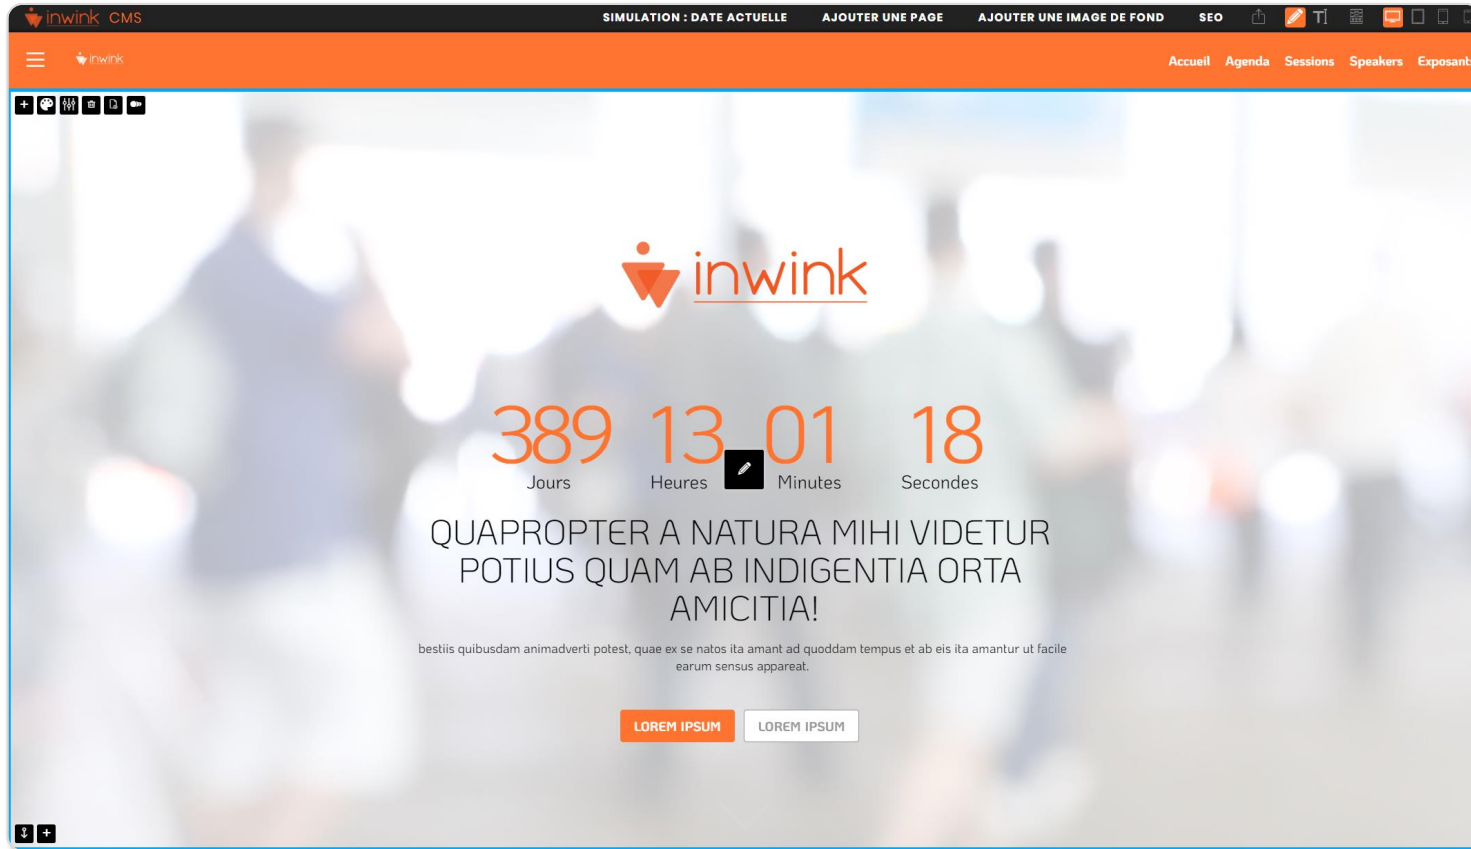 inwink CMS
SIMULATION : DATE ACTUELLE AJOUTER UNE PAGE AJOUTER UNE IMAGE DE FOND SEO
inwink
Accueil Agenda Sessions Speakers Exposants
inwink
389 13 01 18
Jours Heures Minutes Secondes
QUAPROPTER A NATURA MIHI VIDETUR
POTIUS QUAM AB INDIGENTIA ORTA
AMICITIA!
bestiis quibusdam animadverti potest, quae ex se natos ita amant ad quoddam tempus et ab eis ita amantur ut facile
earum sensus appareat.
LOREM IPSUM LOREM IPSUM